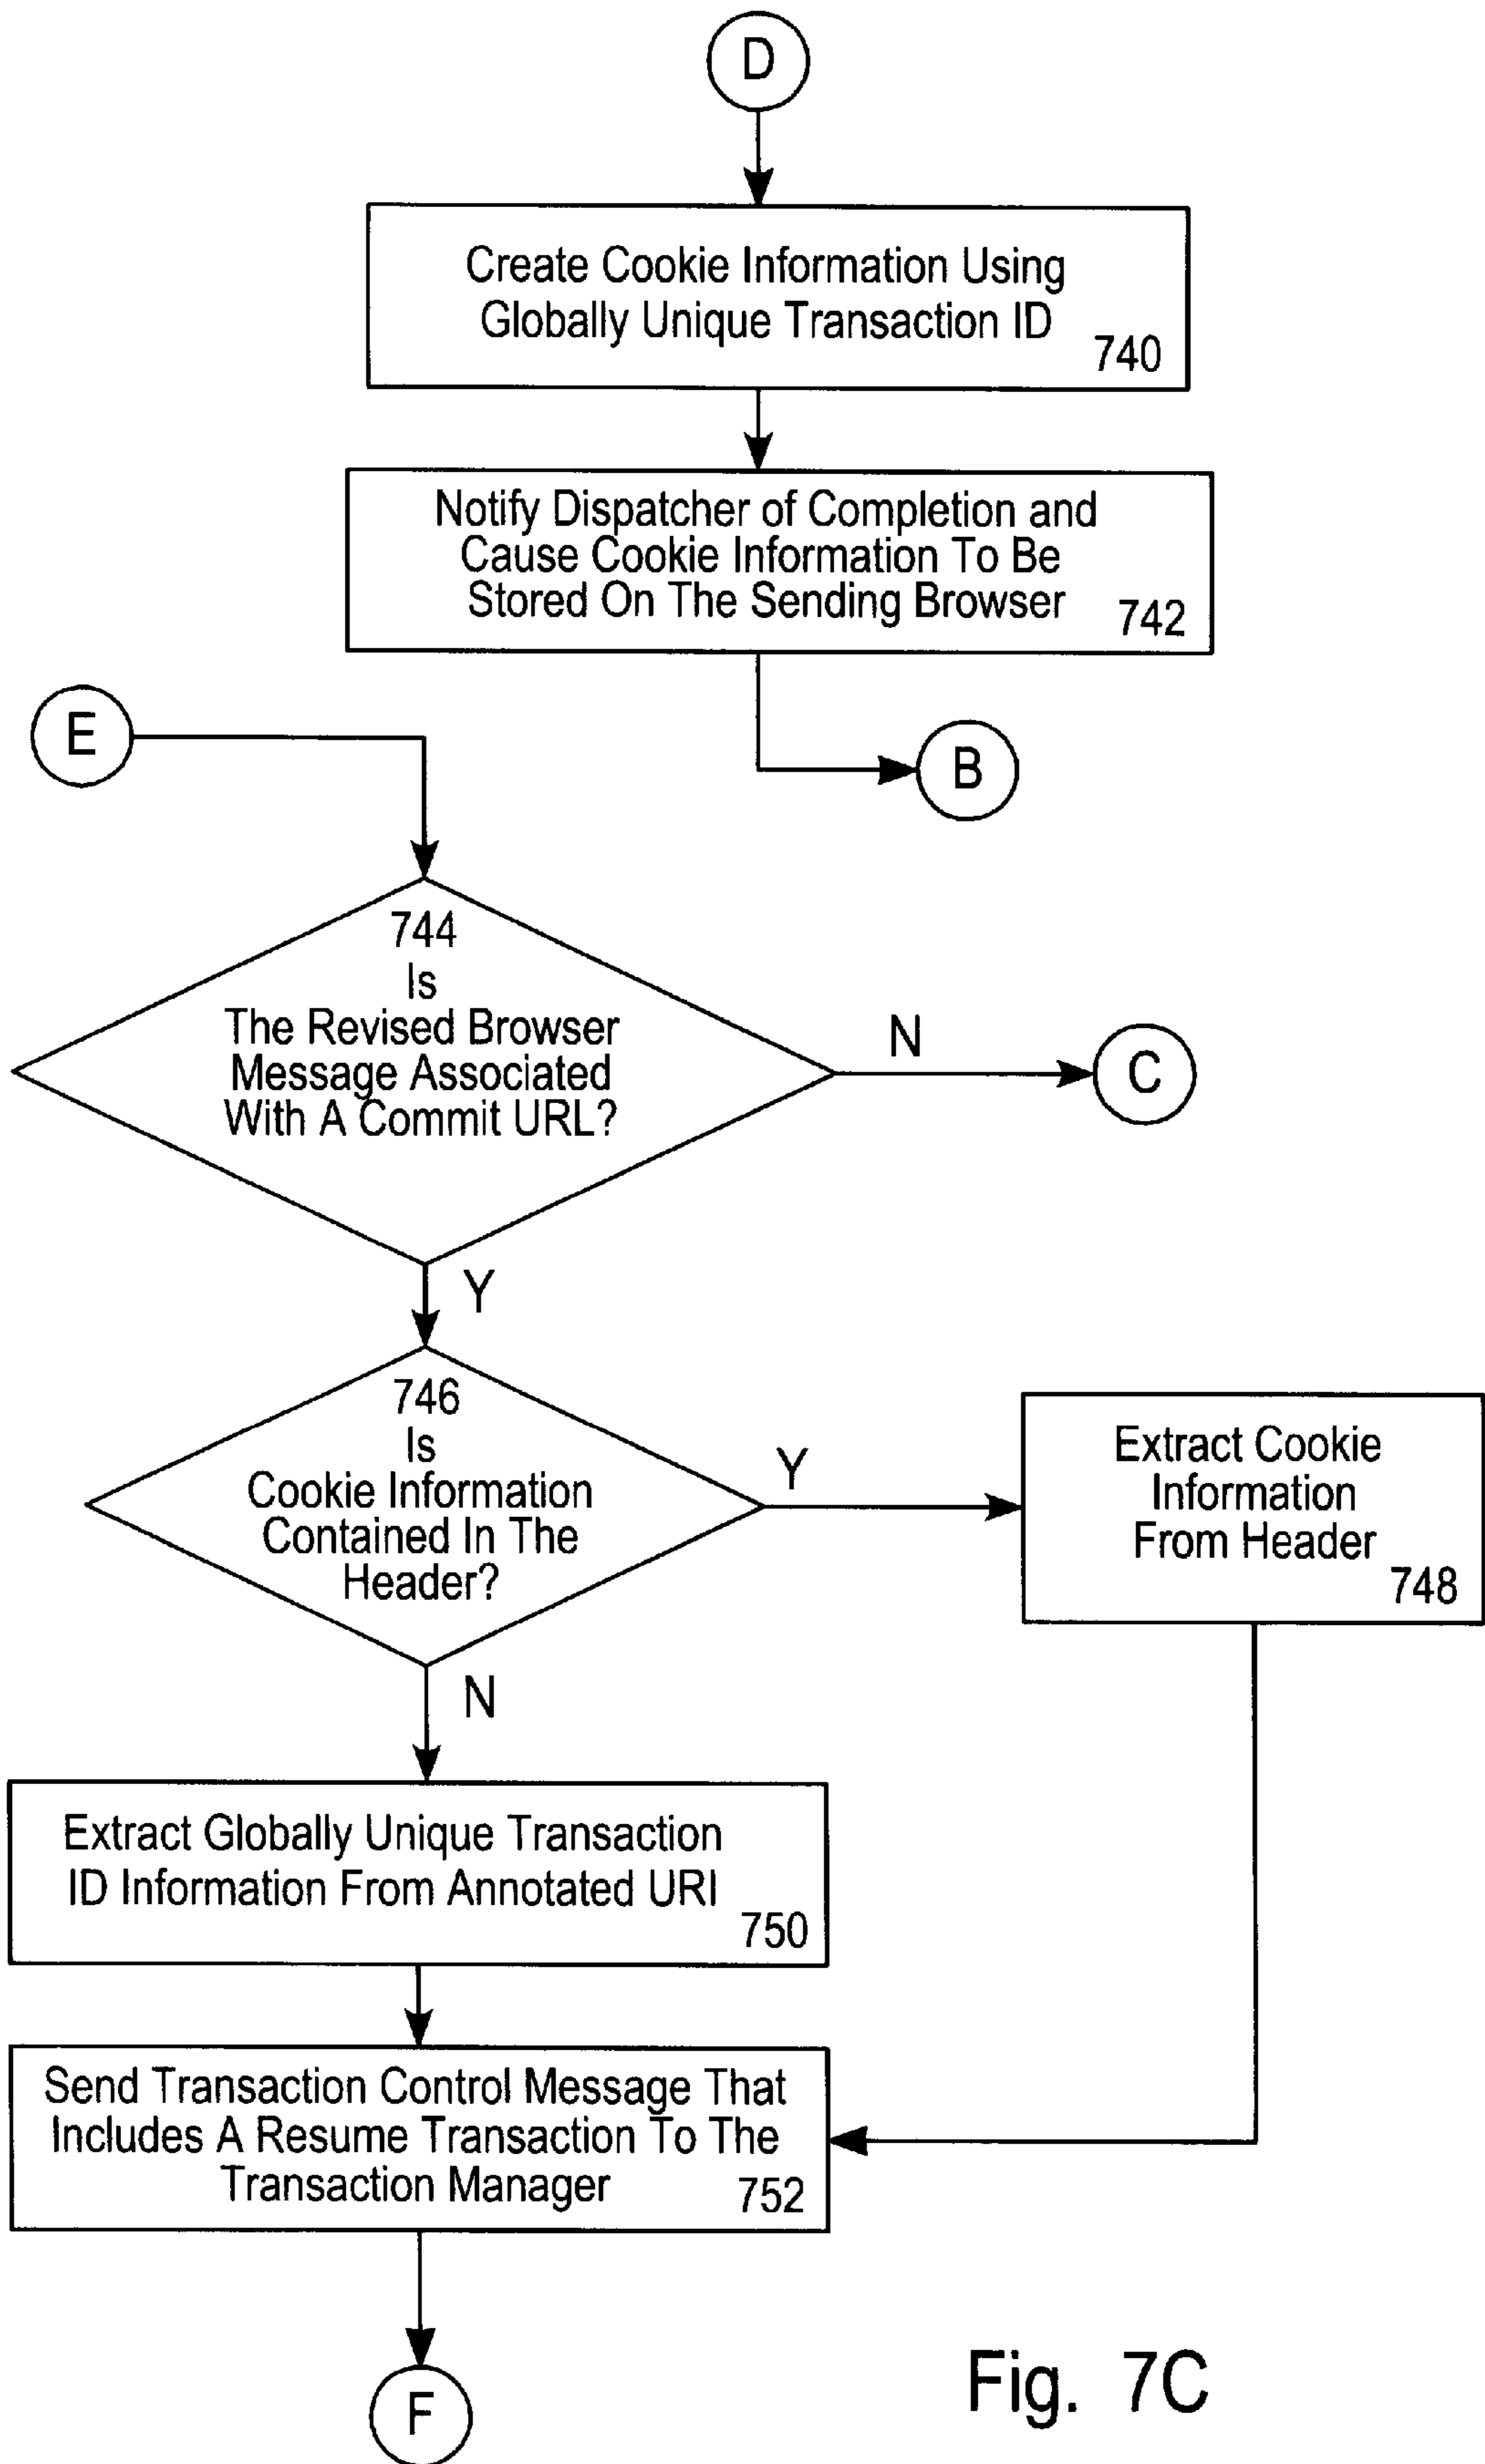 D
Create Cookie Information Using
Globally Unique Transaction ID
740
Notify Dispatcher of Completion and
Cause Cookie Information To Be
Stored On The Sending Browser
742
E
B
744
Is
The Revised Browser
Message Associated
With A Commit URL?
N
C
Y
746
Is
Cookie Information
Contained In The
Header?
Y
Extract Cookie
Information
From Header
748
N
Extract Globally Unique Transaction
ID Information From Annotated URI
750
Send Transaction Control Message That
Includes A Resume Transaction To The
Transaction Manager
752
F
Fig. 7C